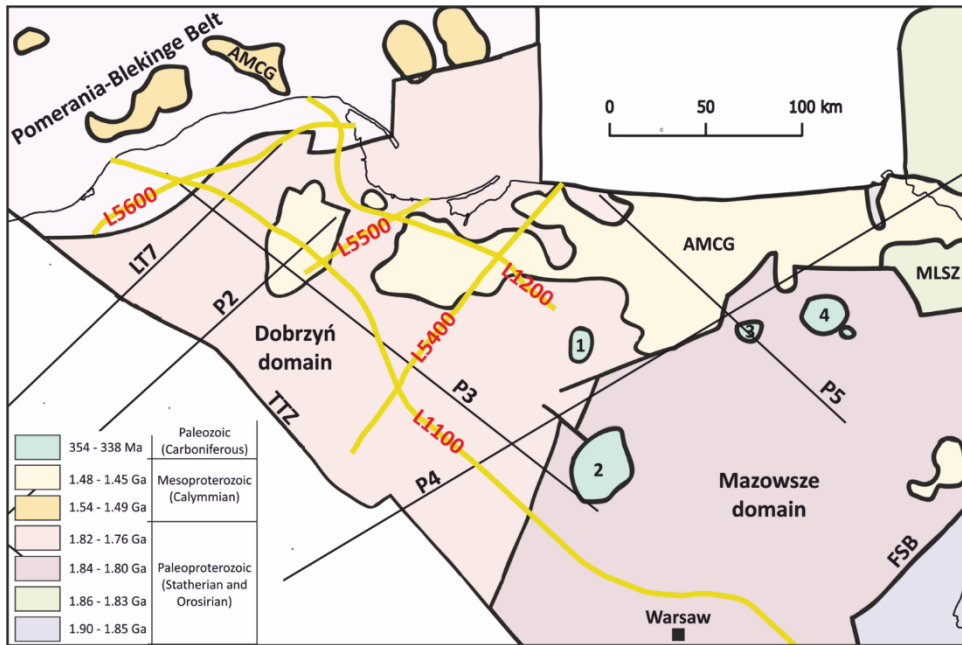 Pomerania-Blekinge Belt
AMCG
0 50 100 km
L5600
LT7
P2
L5500
L1200
AMCG
MLSZ
L5400
1
3
4
Dobrzyń
domain
TTZ
P3
P5
L1100
P4
2
Mazowsze
domain
FSB
Warsaw
354 - 338 Ma Paleozoic (Carboniferous)
1.48 - 1.45 Ga Mesoproterozoic
1.54 - 1.49 Ga (Calymmian)
1.82 - 1.76 Ga
1.84 - 1.80 Ga Paleoproterozoic
1.86 - 1.83 Ga (Statherian and
1.90 - 1.85 Ga Orosirian)